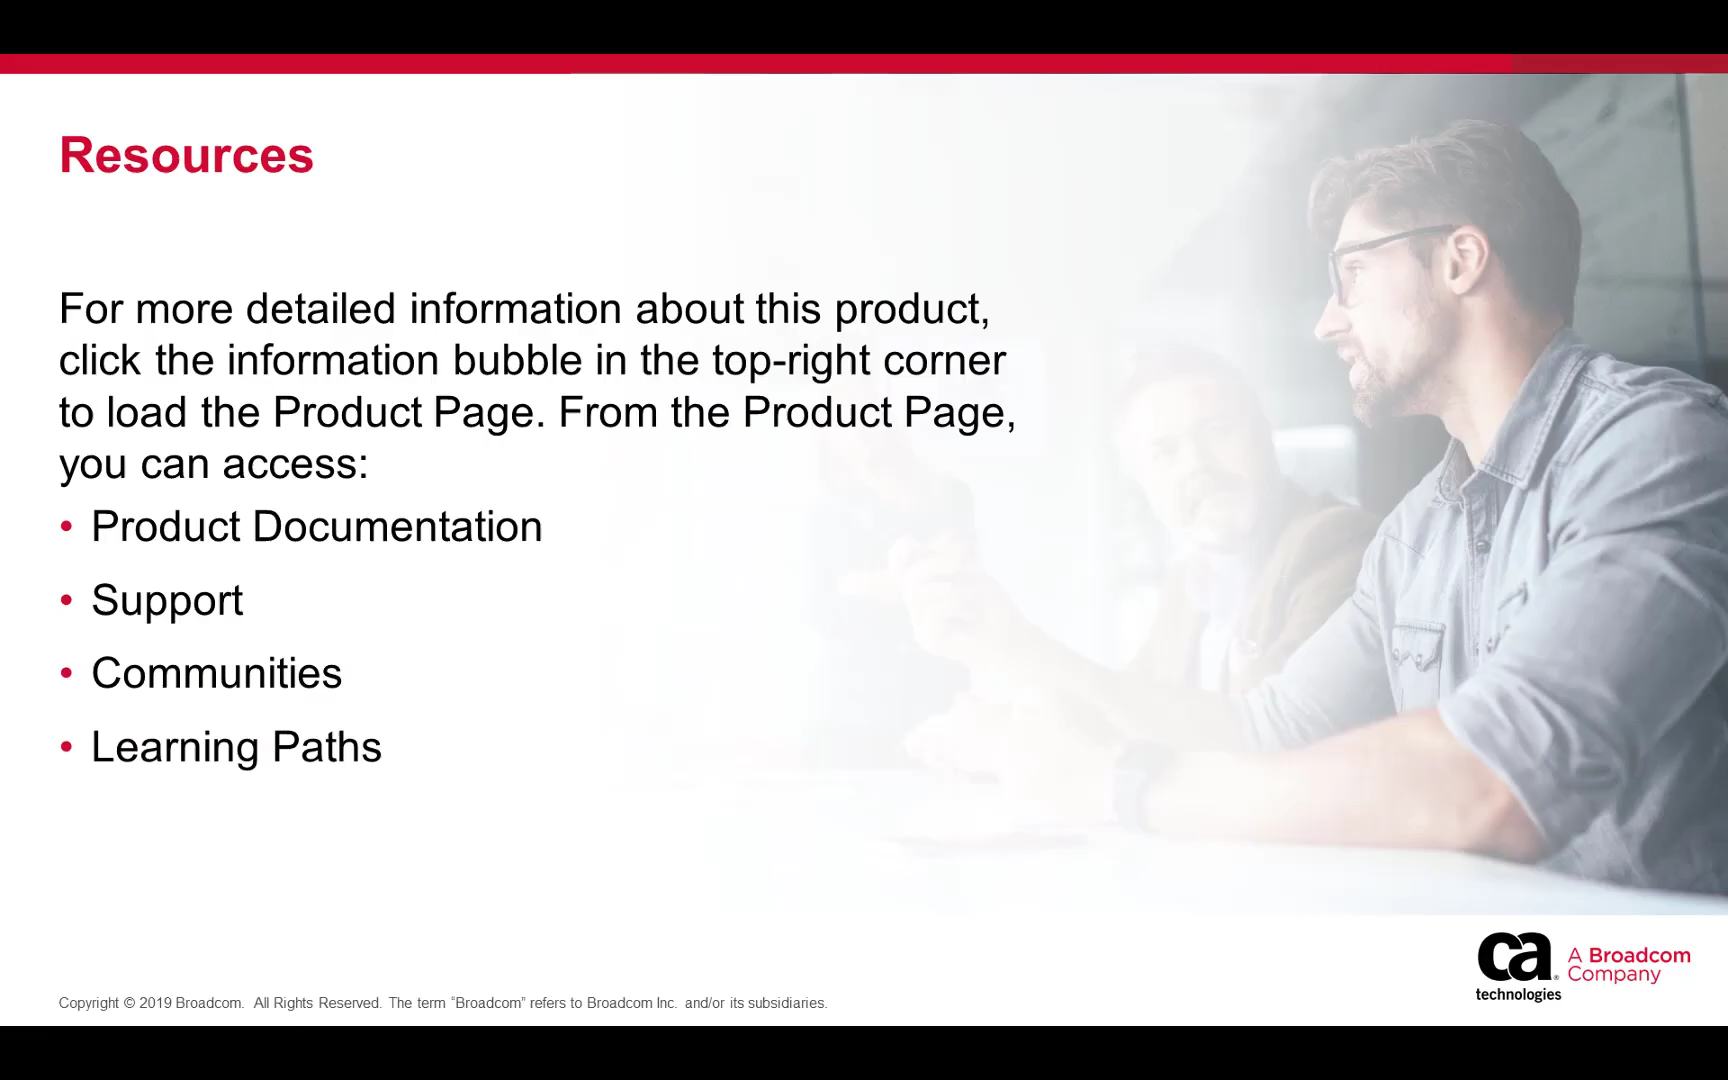 Resources
For more detailed information about this product,
click the information bubble in the top-right corner
to load the Product Page. From the Product Page,
you can access:
• Product Documentation
• Support
• Communities
• Learning Paths
ca® technologies
A Broadcom
Company
Copyright © 2019 Broadcom. All Rights Reserved. The term “Broadcom” refers to Broadcom Inc. and/or its subsidiaries.